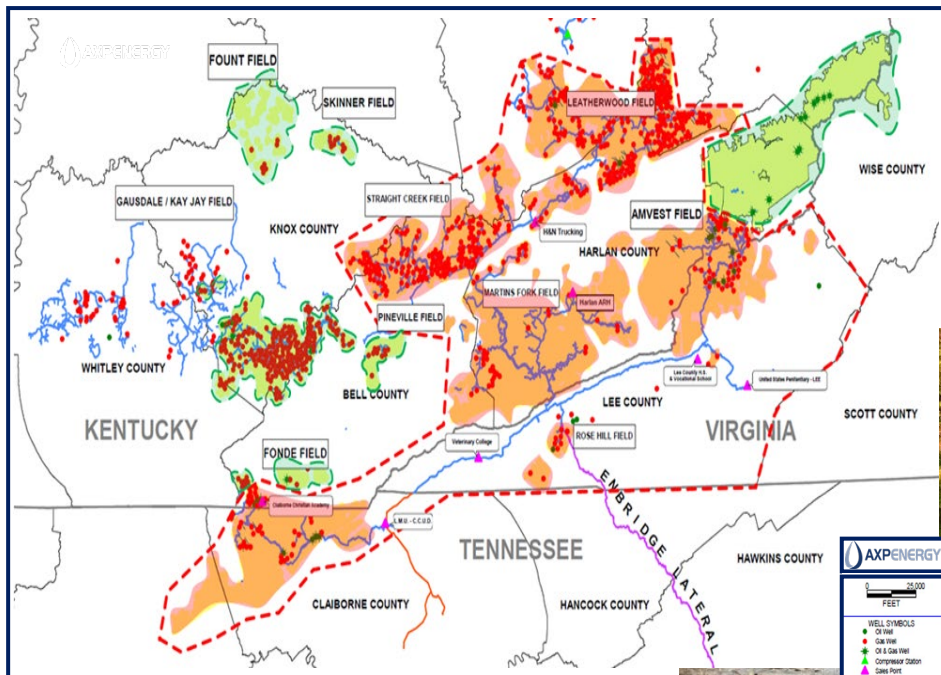 AXPENERGY
FOUNT FIELD
SKINNER FIELD
LEATHERWOOD FIELD
WISE COUNTY
GAUSDALE / KAY JAY FIELD
STRAIGHT CREEK FIELD
AMVEST FIELD
KNOX COUNTY
H&N Trucking
HARLAN COUNTY
MARTINS FORK FIELD
Harlan ARH
PINEVILLE FIELD
WHITLEY COUNTY
BELL COUNTY
Lee County H.S.
& Vocational School
United States Penitentiary - LEE
LEE COUNTY
SCOTT COUNTY
KENTUCKY
VIRGINIA
Veterinary College
ROSE HILL FIELD
FONDE FIELD
Claiborne Christian Academy
L.M.U. - C.C.U.D.
ENBRIDGE LATERAL
TENNESSEE
HAWKINS COUNTY
CLAIBORNE COUNTY
HANCOCK COUNTY
AXPENERGY
0 25,000
FEET
WELL SYMBOLS
Oil Well
Gas Well
Oil & Gas Well
Compressor Station
Sales Point